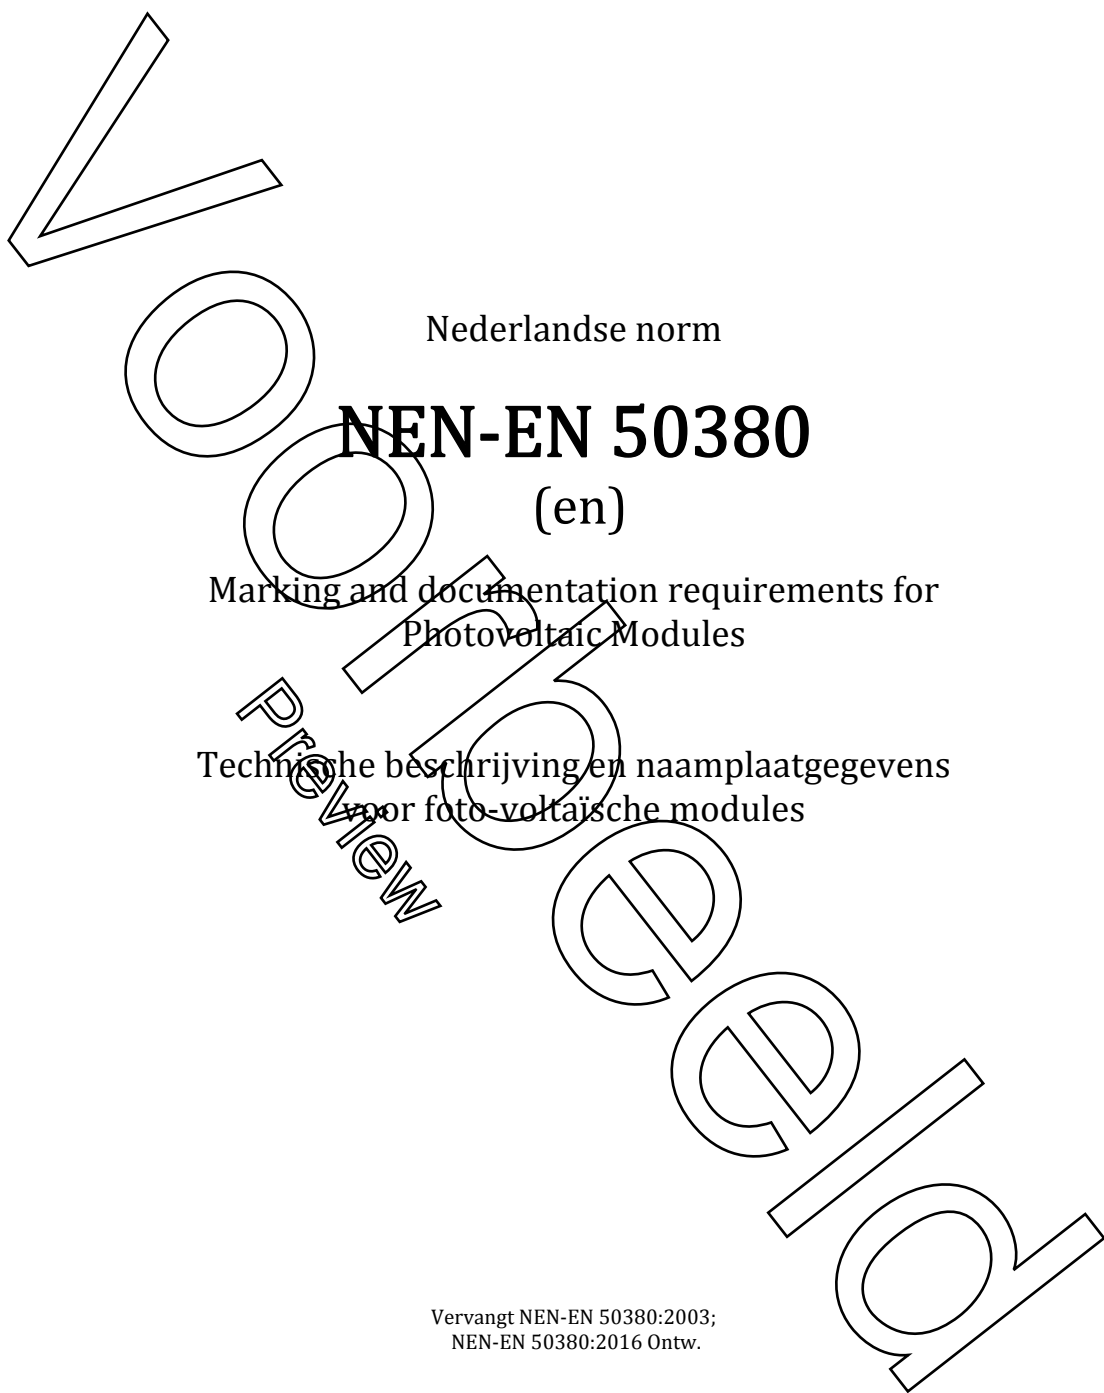 Nederlandse norm
NEN-EN 50380
(en)
Marking and documentation requirements for
Photovoltaic Modules
Technische beschrijving en naamplaatgegevens
voor foto-voltaïsche modules
Voorbeeld
Preview
Vervangt NEN-EN 50380:2003;
NEN-EN 50380:2016 Ontw.